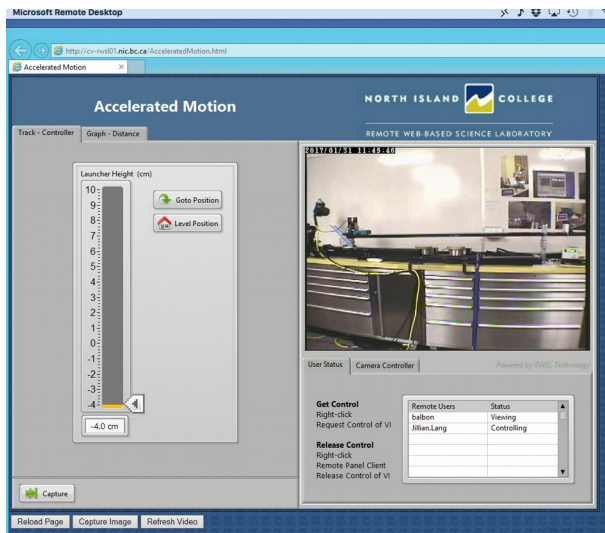 Microsoft Remote Desktop
http://cv-rwsl01.nic.bc.ca/AcceleratedMotion.html
Accelerated Motion
Accelerated Motion
NORTH ISLAND COLLEGE
REMOTE WEB-BASED SCIENCE LABORATORY
Track - Controller
Graph - Distance
2017/01/31 11:49:46
Launcher Height (cm)
10
9
8
7
6
5
4
3
2
1
0
-1
-2
-3
-4
-4.0 cm
Goto Position
Level Position
User Status
Camera Controller
Powered by RWSL Technology
Get Control
Right-click
Request Control of VI
Release Control
Right-click
Remote Panel Client
Release Control of VI
Remote Users Status
balbon Viewing
Jillian.Lang Controlling
Capture
Reload Page
Capture Image
Refresh Video